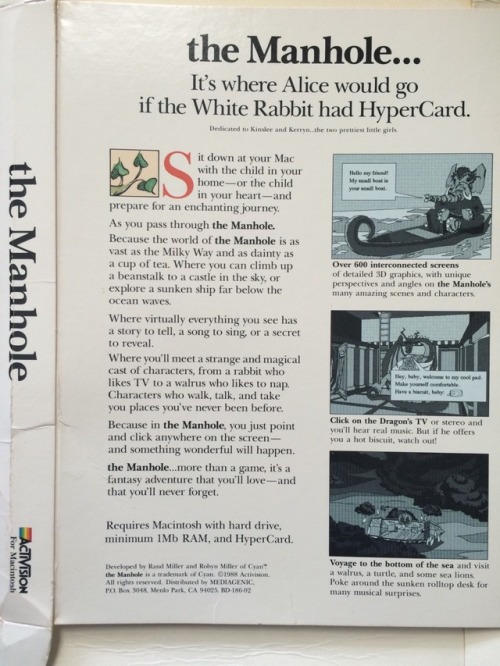 the Manhole...
It's where Alice would go
if the White Rabbit had HyperCard.
Dedicated to Kinslee and Kerryn..the two prettiest little girls
Sit down at your Mac
with the child in your
home—or the child
in your heart—and
prepare for an enchanting journey.
As you pass through the Manhole.
Because the world of the Manhole is as
vast as the Milky Way and as dainty as
a cup of tea. Where you can climb up
a beanstalk to a castle in the sky, or
explore a sunken ship far below the
ocean waves.
Where virtually everything you see has
a story to tell, a song to sing, or a secret
to reveal.
Where you'll meet a strange and magical
cast of characters, from a rabbit who
likes TV to a walrus who likes to nap.
Characters who walk, talk, and take
you places you've never been before.
Because in the Manhole, you just point
and click anywhere on the screen—
and something wonderful will happen.
the Manhole...more than a game, it's a
fantasy adventure that you'll love—and
that you'll never forget.
Requires Macintosh with hard drive,
minimum 1Mb RAM, and HyperCard.
Developed by Rand Miller and Robyn Miller of Cyan™
the Manhole is a trademark of Cyan. ©1988 Activision.
All rights reserved. Distributed by MEDIAGENIC,
P.O. Box 3048, Menlo Park, CA 94025. BD-186-02
Hello my friend!
My small boat is
your small boat.
Over 600 interconnected screens
of detailed 3D graphics, with unique
perspectives and angles on the Manhole's
many amazing scenes and characters.
Hey, baby, welcome to my cool pad.
Make yourself comfortable.
Have a biscuit, baby.
Click on the Dragon's TV or stereo and
you'll hear real music. But if he offers
you a hot biscuit, watch out!
Voyage to the bottom of the sea and visit
a walrus, a turtle, and some sea lions.
Poke around the sunken rolltop desk for
many musical surprises.
the Manhole
ACTIVISION
For Macintosh